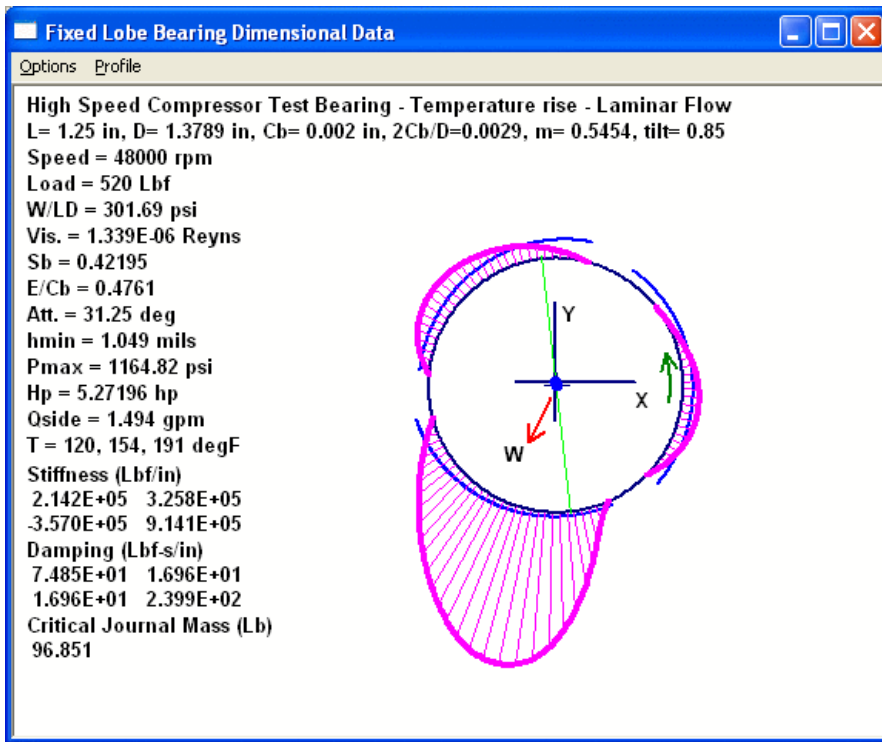 Fixed Lobe Bearing Dimensional Data
Options Profile
High Speed Compressor Test Bearing - Temperature rise - Laminar Flow
L= 1.25 in, D= 1.3789 in, Cb= 0.002 in, 2Cb/D=0.0029, m= 0.5454, tilt= 0.85
Speed = 48000 rpm
Load = 520 Lbf
W/LD = 301.69 psi
Vis. = 1.339E-06 Reyns
Sb = 0.42195
E/Cb = 0.4761
Att. = 31.25 deg
hmin = 1.049 mils
Pmax = 1164.82 psi
Hp = 5.27196 hp
Qside = 1.494 gpm
T = 120, 154, 191 degF
Stiffness (Lbf/in)
2.142E+05 3.258E+05
-3.570E+05 9.141E+05
Damping (Lbf-s/in)
7.485E+01 1.696E+01
1.696E+01 2.399E+02
Critical Journal Mass (Lb)
96.851
Y
X
W